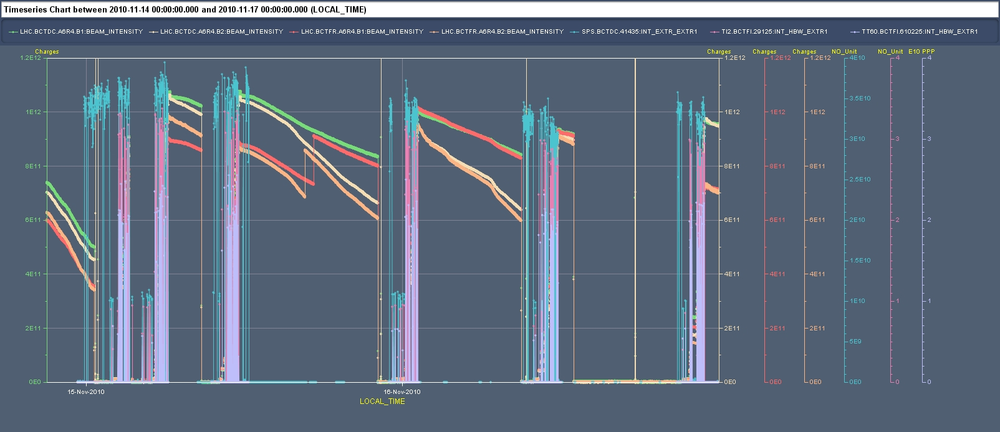 Timeseries Chart between 2010-11-14 00:00:00.000 and 2010-11-17 00:00:00.000 (LOCAL_TIME)
LHC.BCTDC.A6R4.B1:BEAM_INTENSITY LHC.BCTDC.A6R4.B2:BEAM_INTENSITY LHC.BCTFR.A6R4.B1:BEAM_INTENSITY LHC.BCTFR.A6R4.B2:BEAM_INTENSITY SPS.BCTDC.41435:INT_EXTR_EXTR1 TI2.BCTFI.29125:INT_HBW_EXTR1 TT60.BCTFI.610225:INT_HBW_EXTR1
Charges Charges Charges Charges NO_Unit NO_Unit E10 PPP
1.2E12 1.2E12 1.2E12 1.2E12 4E10 4 4
3.5E10
1E12 1E12 1E12 1E12
3E10 3 3
8E11 8E11 8E11 8E11
2.5E10
6E11 6E11 6E11 6E11 2E10 2 2
1.5E10
4E11 4E11 4E11 4E11
1E10 1 1
2E11 2E11 2E11 2E11
5E9
0E0 0E0 0E0 0E0 0E0 0 0
15-Nov-2010 16-Nov-2010
LOCAL_TIME